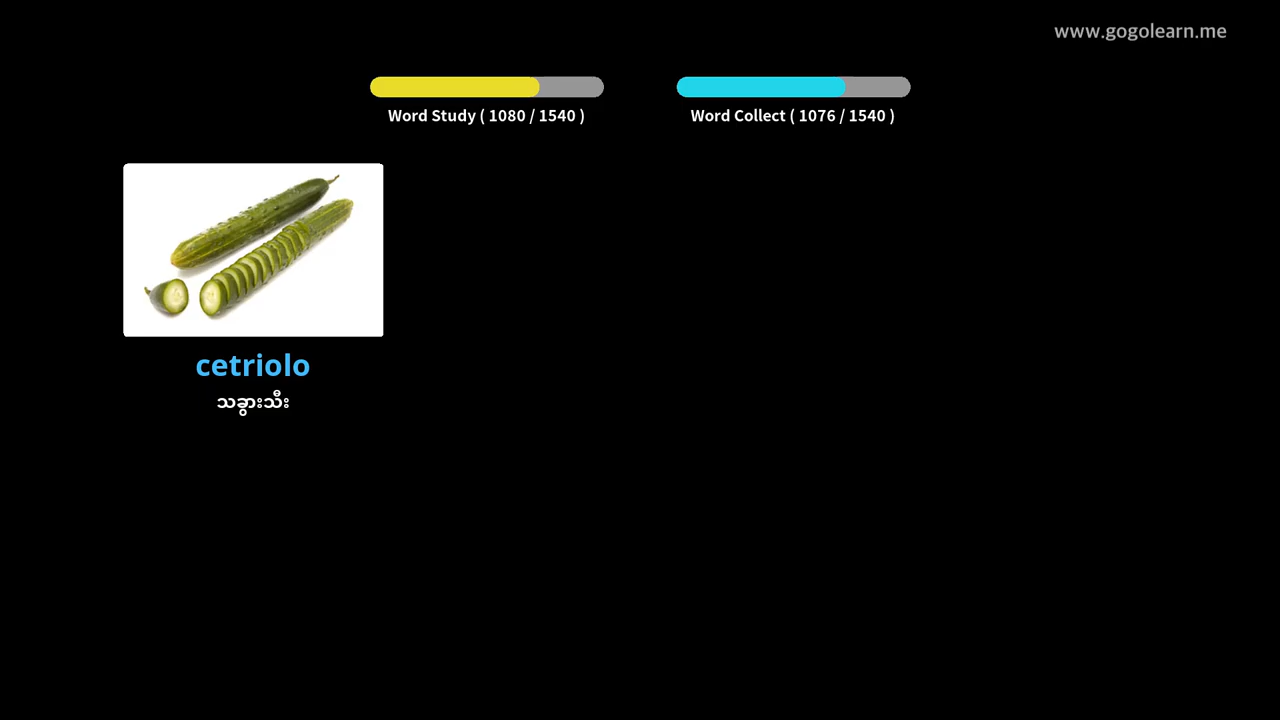 www.gogolearn.me
Word Study ( 1080 / 1540 )
Word Collect ( 1076 / 1540 )
cetriolo
သခွားသီး